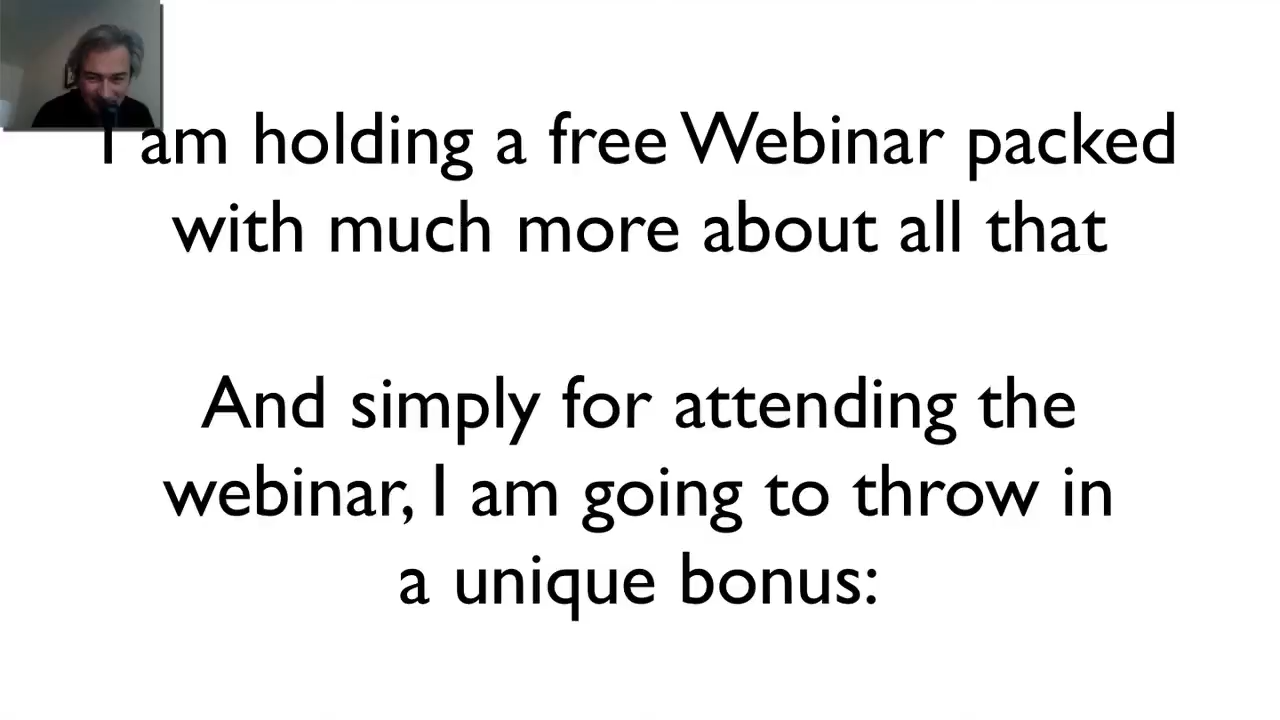 I am holding a free Webinar packed
with much more about all that
And simply for attending the
webinar, I am going to throw in
a unique bonus: